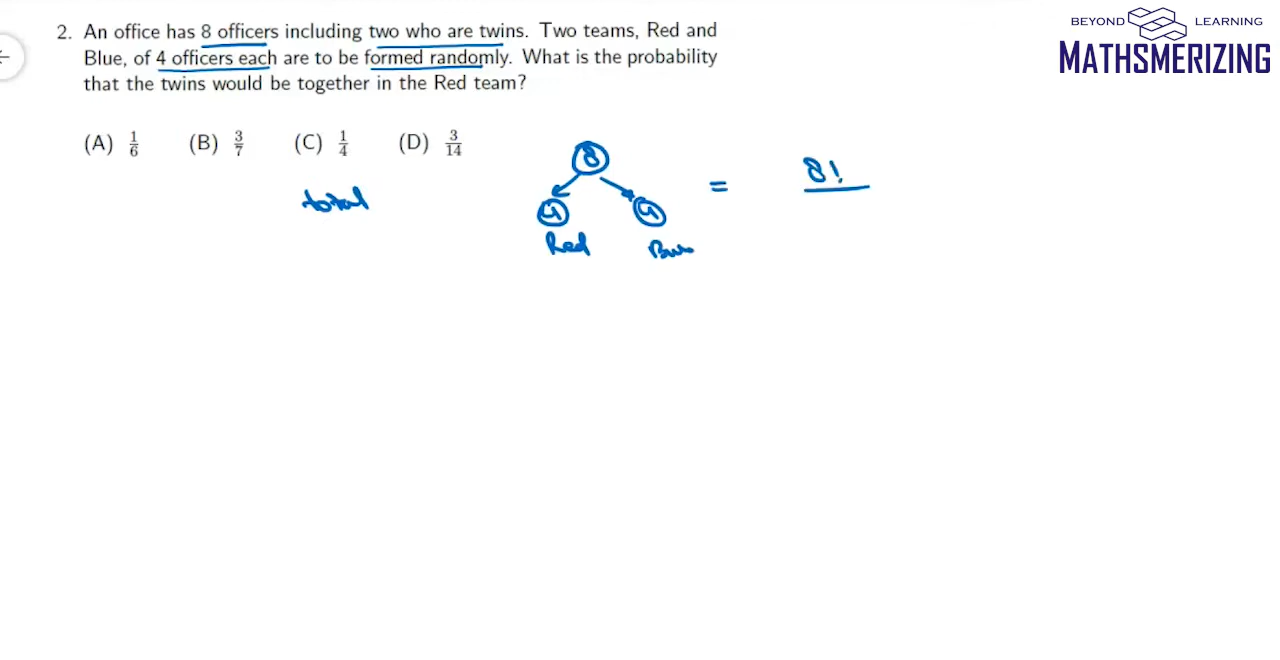 BEYOND LEARNING
MATHSMERIZING
2. An office has 8 officers including two who are twins. Two teams, Red and
Blue, of 4 officers each are to be formed randomly. What is the probability
that the twins would be together in the Red team?
(A) 1/6 (B) 3/7 (C) 1/4 (D) 3/14
8
= 8!
total
4 4
Red